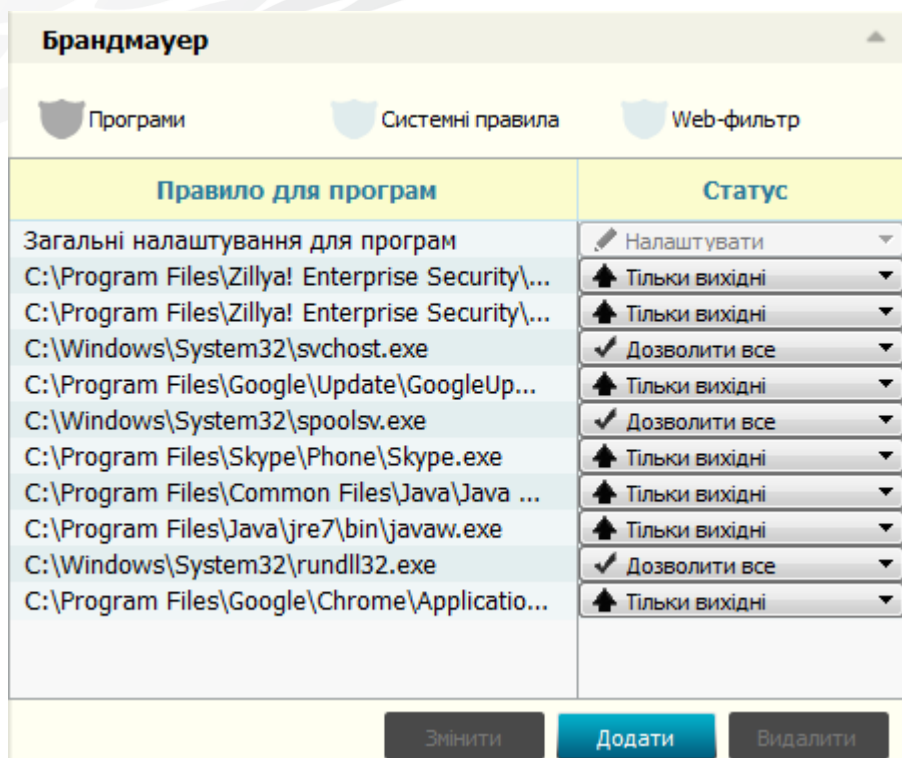 Брандмауер
Програми Системні правила Web-фильтр
Правило для програм Статус
Загальні налаштування для програм Налаштувати
C:\Program Files\Zillya! Enterprise Security\... Тільки вихідні
C:\Program Files\Zillya! Enterprise Security\... Тільки вихідні
C:\Windows\System32\svchost.exe Дозволити все
C:\Program Files\Google\Update\GoogleUp... Тільки вихідні
C:\Windows\System32\spoolsv.exe Дозволити все
C:\Program Files\Skype\Phone\Skype.exe Тільки вихідні
C:\Program Files\Common Files\Java\Java ... Тільки вихідні
C:\Program Files\Java\jre7\bin\javaw.exe Тільки вихідні
C:\Windows\System32\rundll32.exe Дозволити все
C:\Program Files\Google\Chrome\Applicatio... Тільки вихідні
Змінити Додати Видалити